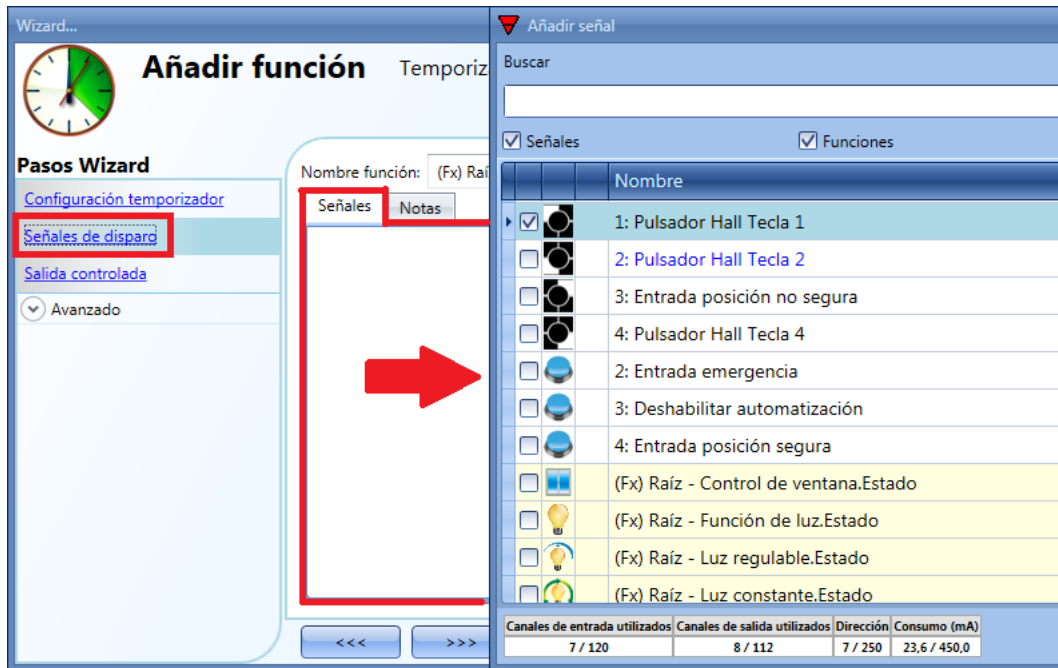 Wizard...
Añadir función Temporiz
Pasos Wizard
Configuración temporizador
Señales de disparo
Salida controlada
Avanzado
Nombre función: (Fx) Raí
Señales Notas
<<< >>>
Añadir señal
Buscar
Señales Funciones
Nombre
1: Pulsador Hall Tecla 1
2: Pulsador Hall Tecla 2
3: Entrada posición no segura
4: Pulsador Hall Tecla 4
2: Entrada emergencia
3: Deshabilitar automatización
4: Entrada posición segura
(Fx) Raíz - Control de ventana.Estado
(Fx) Raíz - Función de luz.Estado
(Fx) Raíz - Luz regulable.Estado
(Fx) Raíz - Luz constante.Estado
Canales de entrada utilizados Canales de salida utilizados Dirección Consumo (mA)
7 / 120 8 / 112 7 / 250 23,6 / 450,0